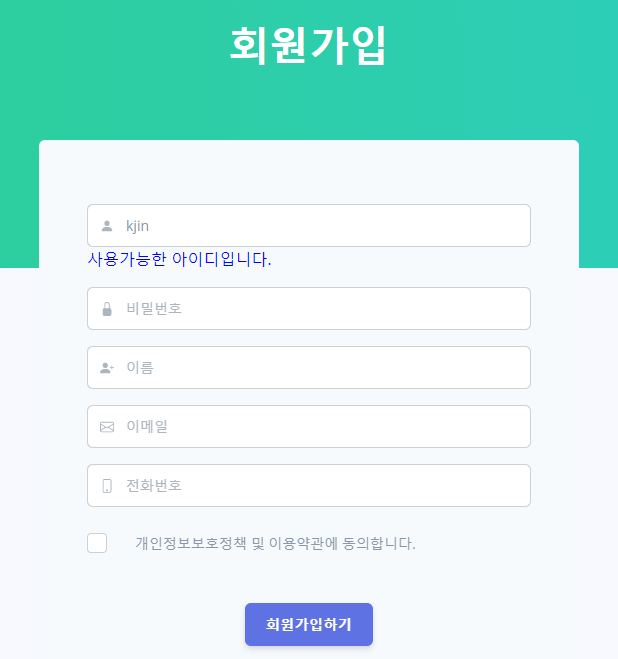 회원가입
kjin
사용가능한 아이디입니다.
비밀번호
이름
이메일
전화번호
개인정보보호정책 및 이용약관에 동의합니다.
회원가입하기